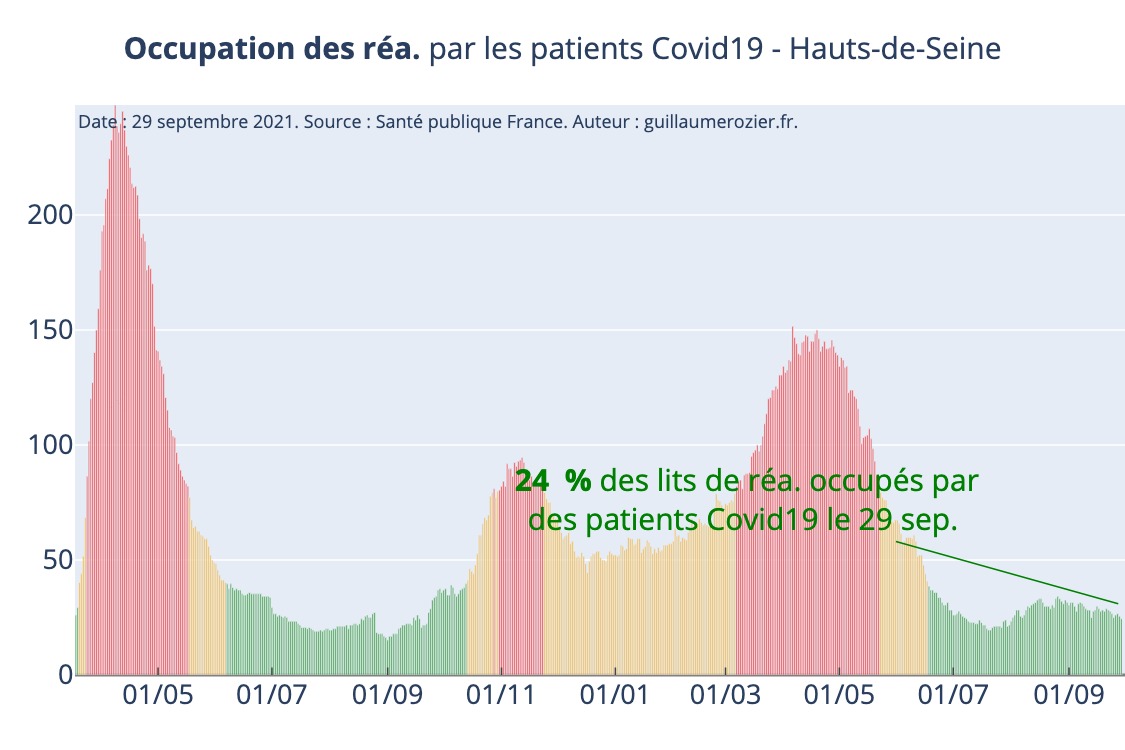 Occupation des réa. par les patients Covid19 - Hauts-de-Seine
Date : 29 septembre 2021. Source : Santé publique France. Auteur : guillaumerozier.fr.
200
150
100
24 % des lits de réa. occupés par
des patients Covid19 le 29 sep.
50
0
01/05 01/07 01/09 01/11 01/01 01/03 01/05 01/07 01/09